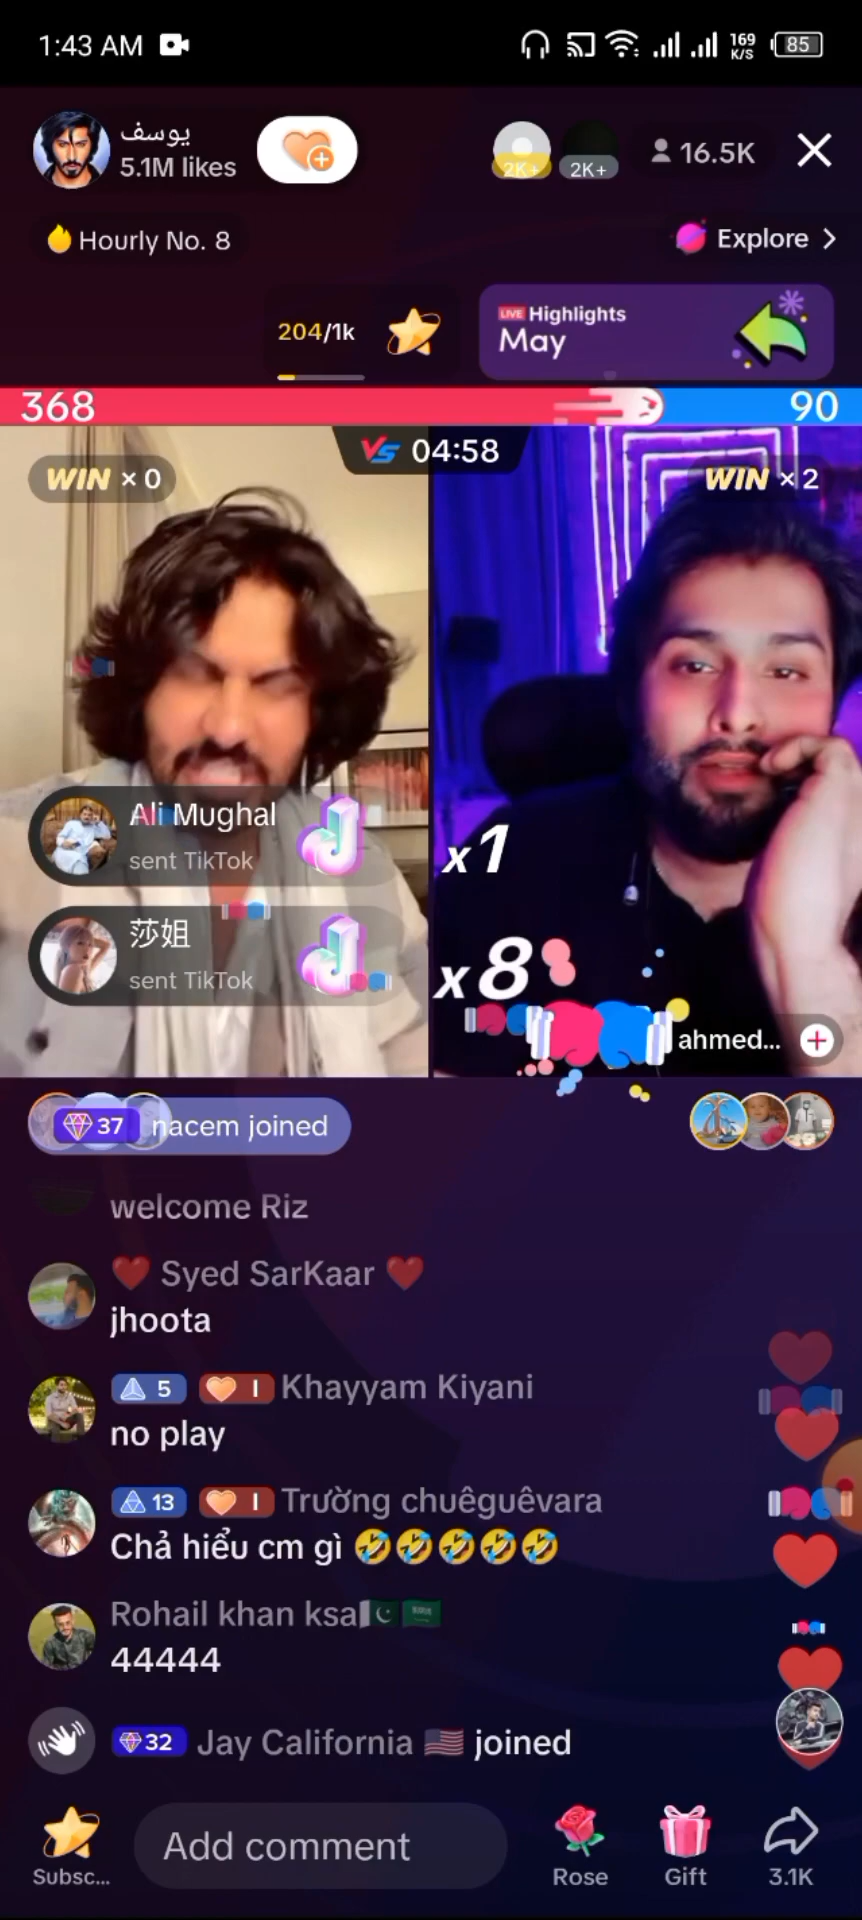 1:43 AM
169
K/S
85
يوسف
5.1M likes
2K+
2K+
16.5K
Hourly No. 8
Explore
204/1k
LIVE Highlights
May
368
90
VS 04:58
WIN × 0
WIN × 2
Ali Mughal
sent TikTok
x1
莎姐
sent TikTok
x8
ahmed...
37
nacem joined
welcome Riz
Syed SarKaar
jhoota
5 I Khayyam Kiyani
no play
13 I Trường chuêguêvara
Chả hiểu cm gì 🤣🤣🤣🤣🤣
Rohail khan ksa🇵🇰🇸🇦
44444
32 Jay California 🇺🇸 joined
Subsc...
Add comment
Rose
Gift
3.1K